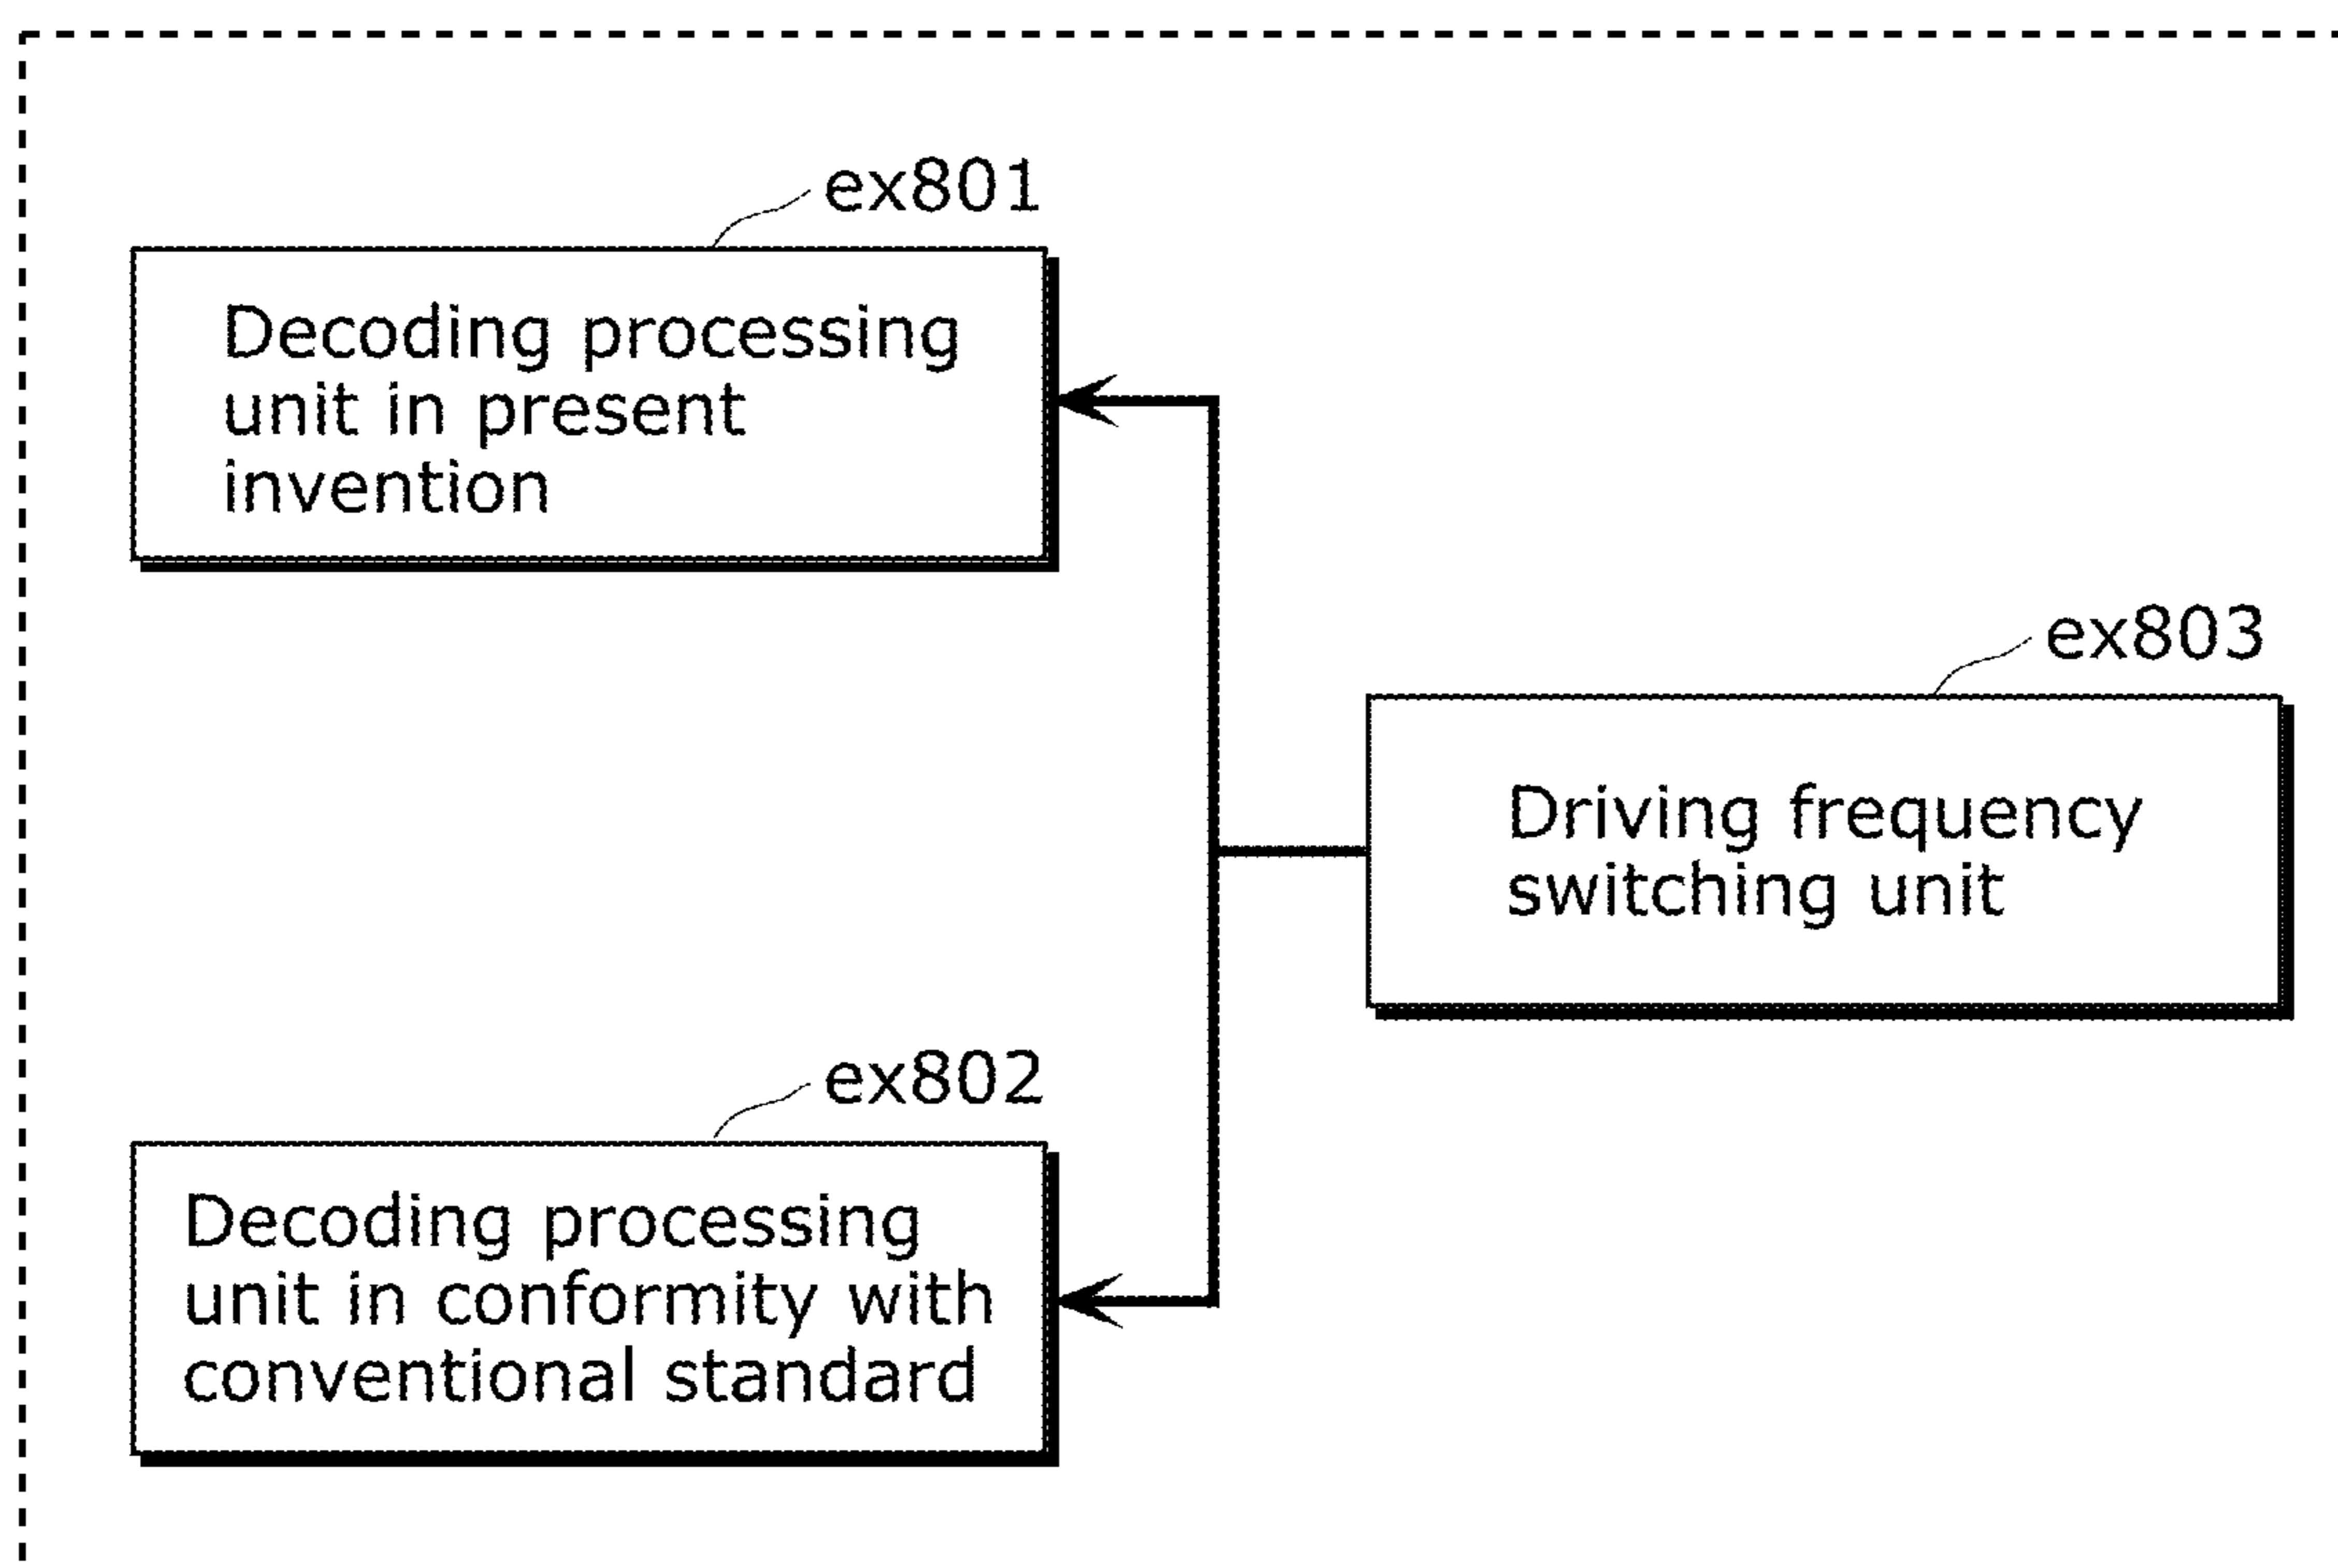 ex801
Decoding processing
unit in present
invention
ex803
Driving frequency
switching unit
ex802
Decoding processing
unit in conformity with
conventional standard